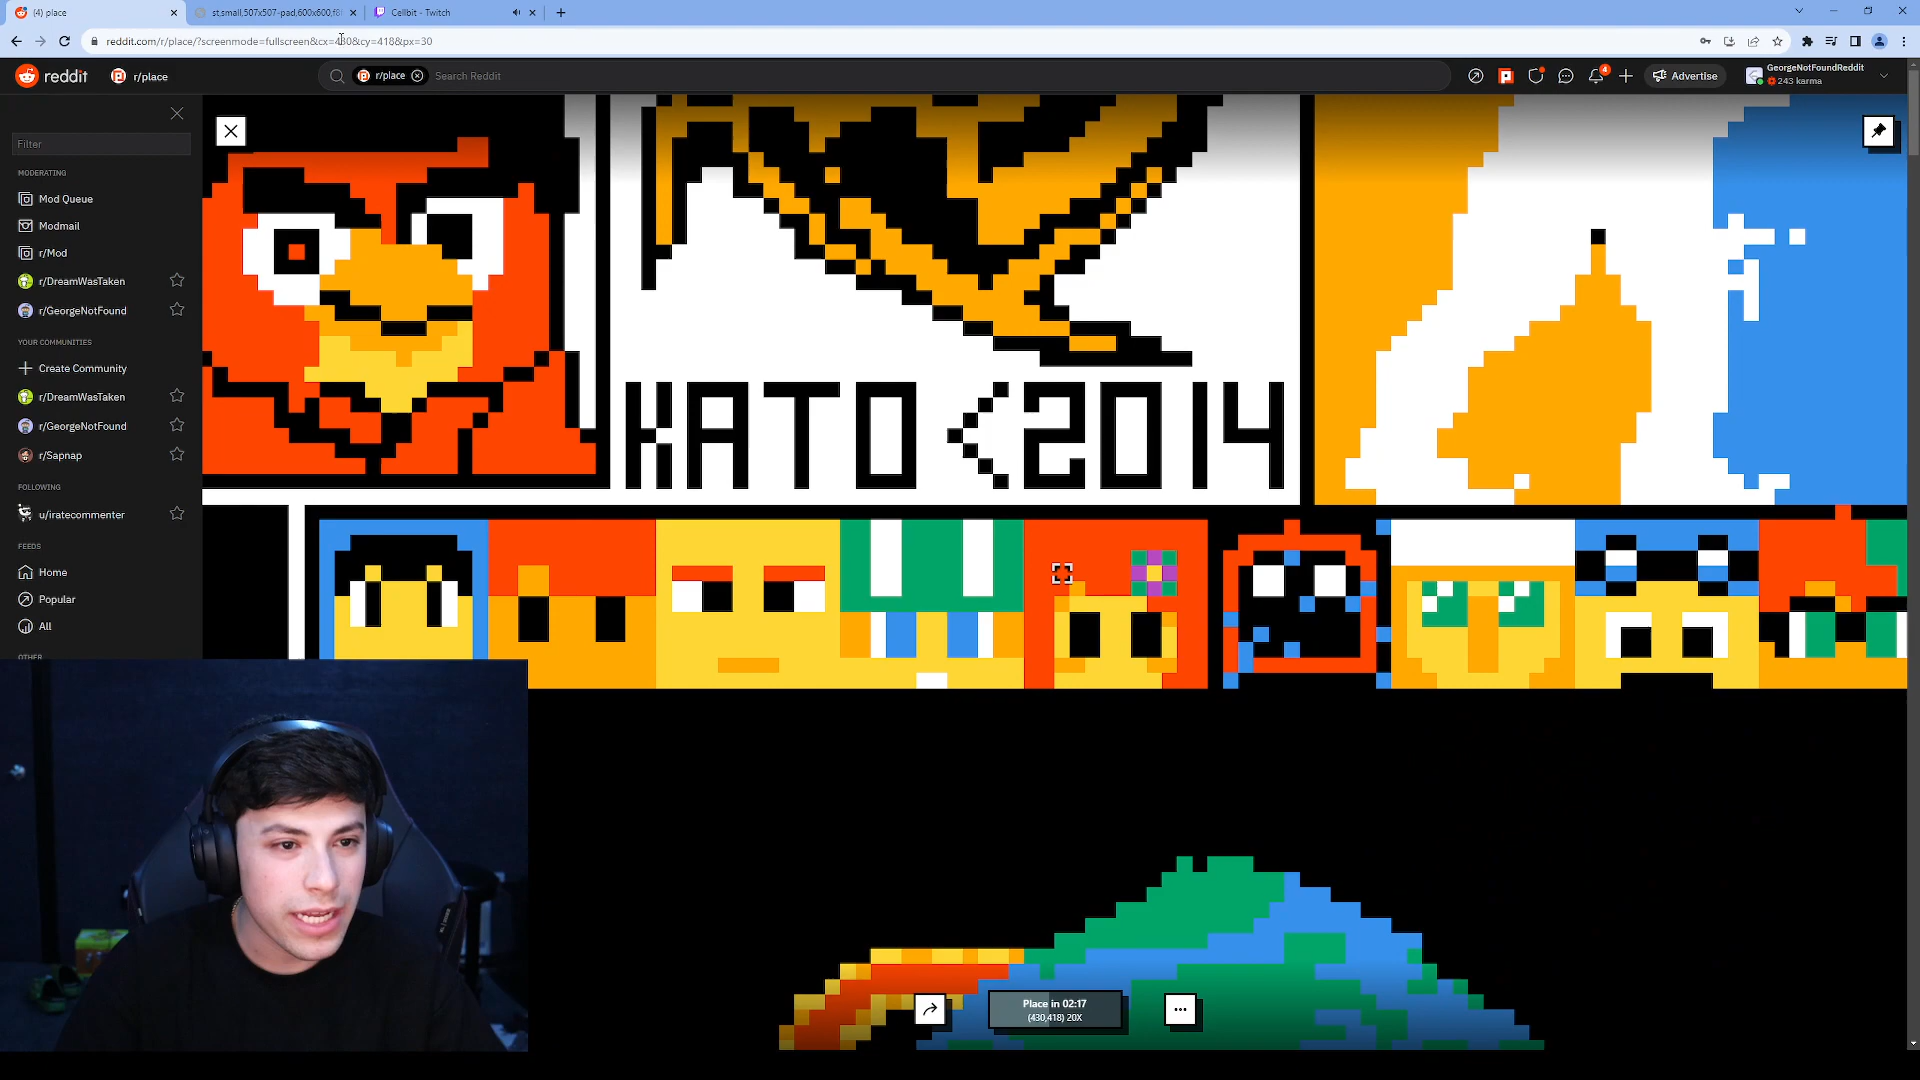 (4) place
st,small,507x507-pad,600x600,f8
Cellbit - Twitch
reddit.com/r/place/?screenmode=fullscreen&cx=430&cy=418&px=30
reddit
r/place
r/place
Search Reddit
4
Advertise
GeorgeNotFoundReddit
243 karma
Filter
MODERATING
Mod Queue
Modmail
r/Mod
r/DreamWasTaken
r/GeorgeNotFound
YOUR COMMUNITIES
Create Community
r/DreamWasTaken
r/GeorgeNotFound
r/Sapnap
FOLLOWING
u/iratecommenter
FEEDS
Home
Popular
All
OTHER
KATO<2014
Place in 02:17
(430,418) 20X